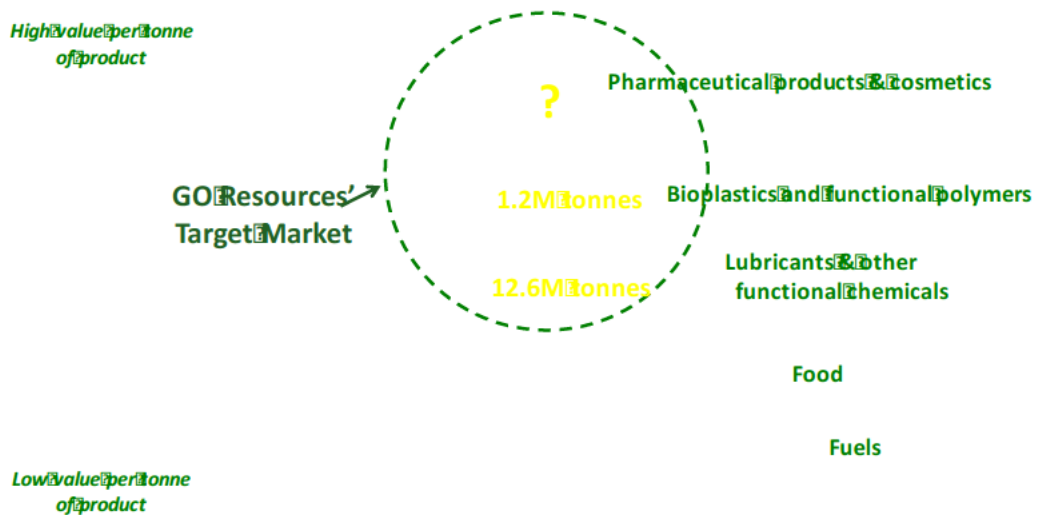 High value per tonne
of product
Pharmaceutical products & cosmetics
?
GO Resources'
Target Market
1.2M tonnes
Bioplastics and functional polymers
Lubricants & other
functional chemicals
12.6M tonnes
Food
Fuels
Low value per tonne
of product